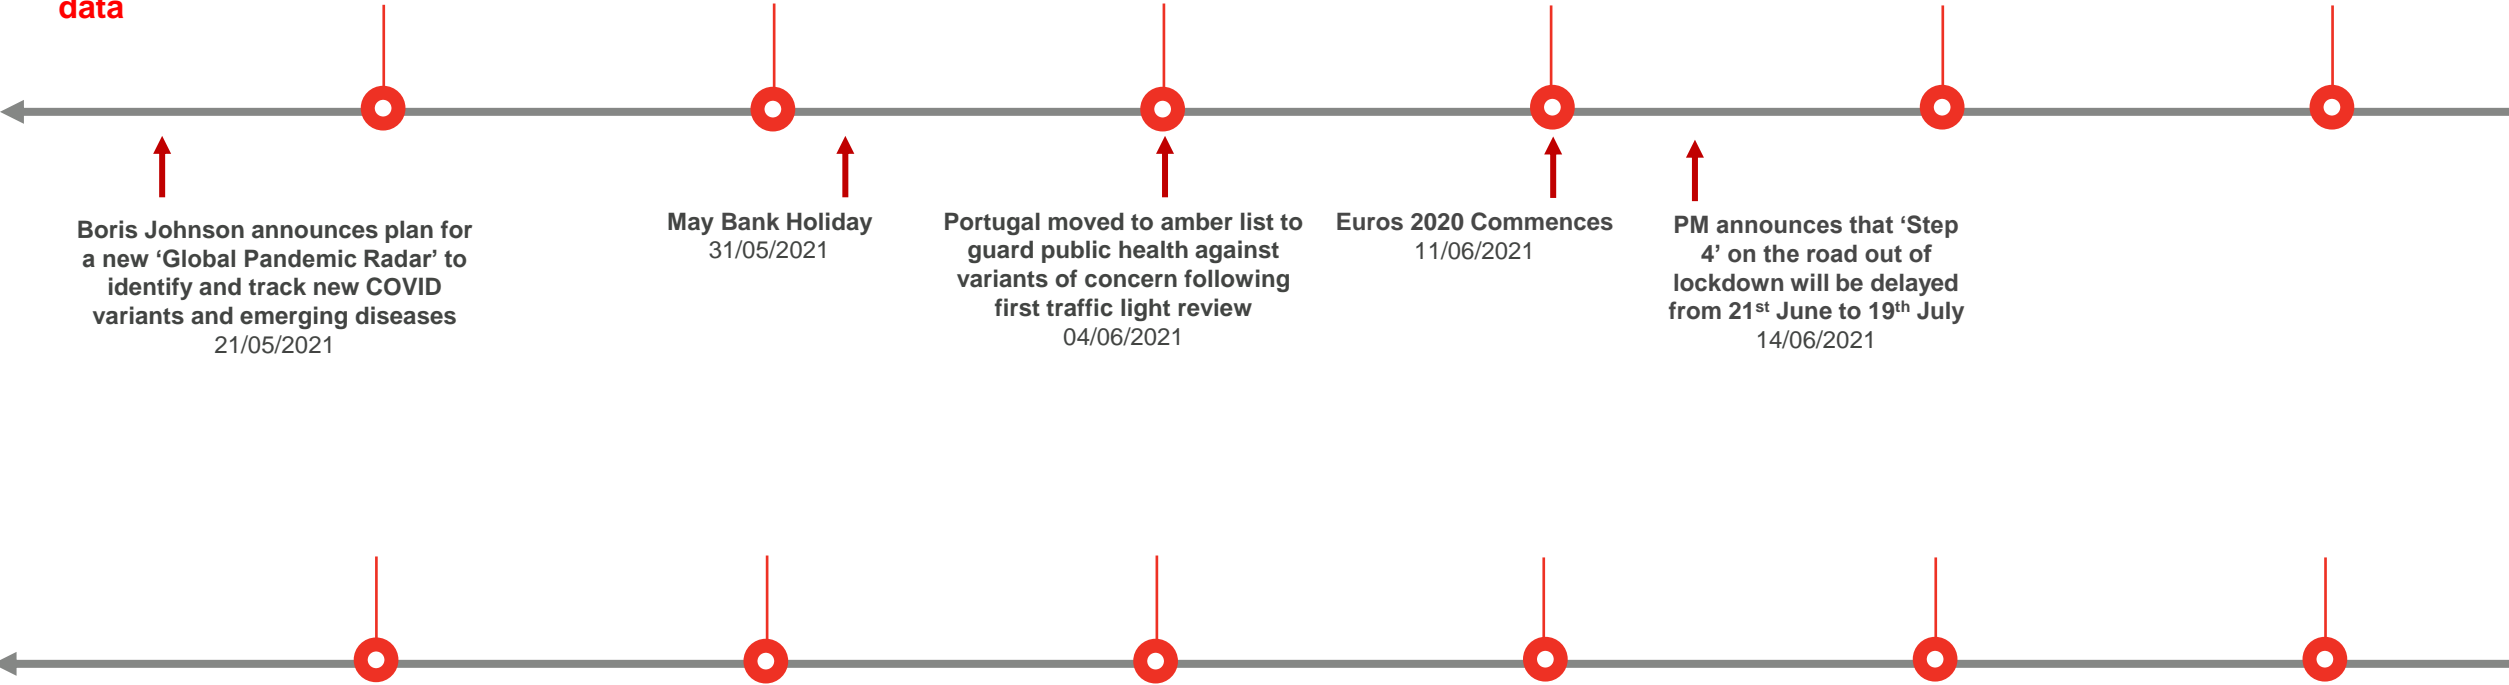 data
Boris Johnson announces plan for
a new ‘Global Pandemic Radar’ to
identify and track new COVID
variants and emerging diseases
21/05/2021
May Bank Holiday
31/05/2021
Portugal moved to amber list to
guard public health against
variants of concern following
first traffic light review
04/06/2021
Euros 2020 Commences
11/06/2021
PM announces that ‘Step
4’ on the road out of
lockdown will be delayed
from 21st June to 19th July
14/06/2021